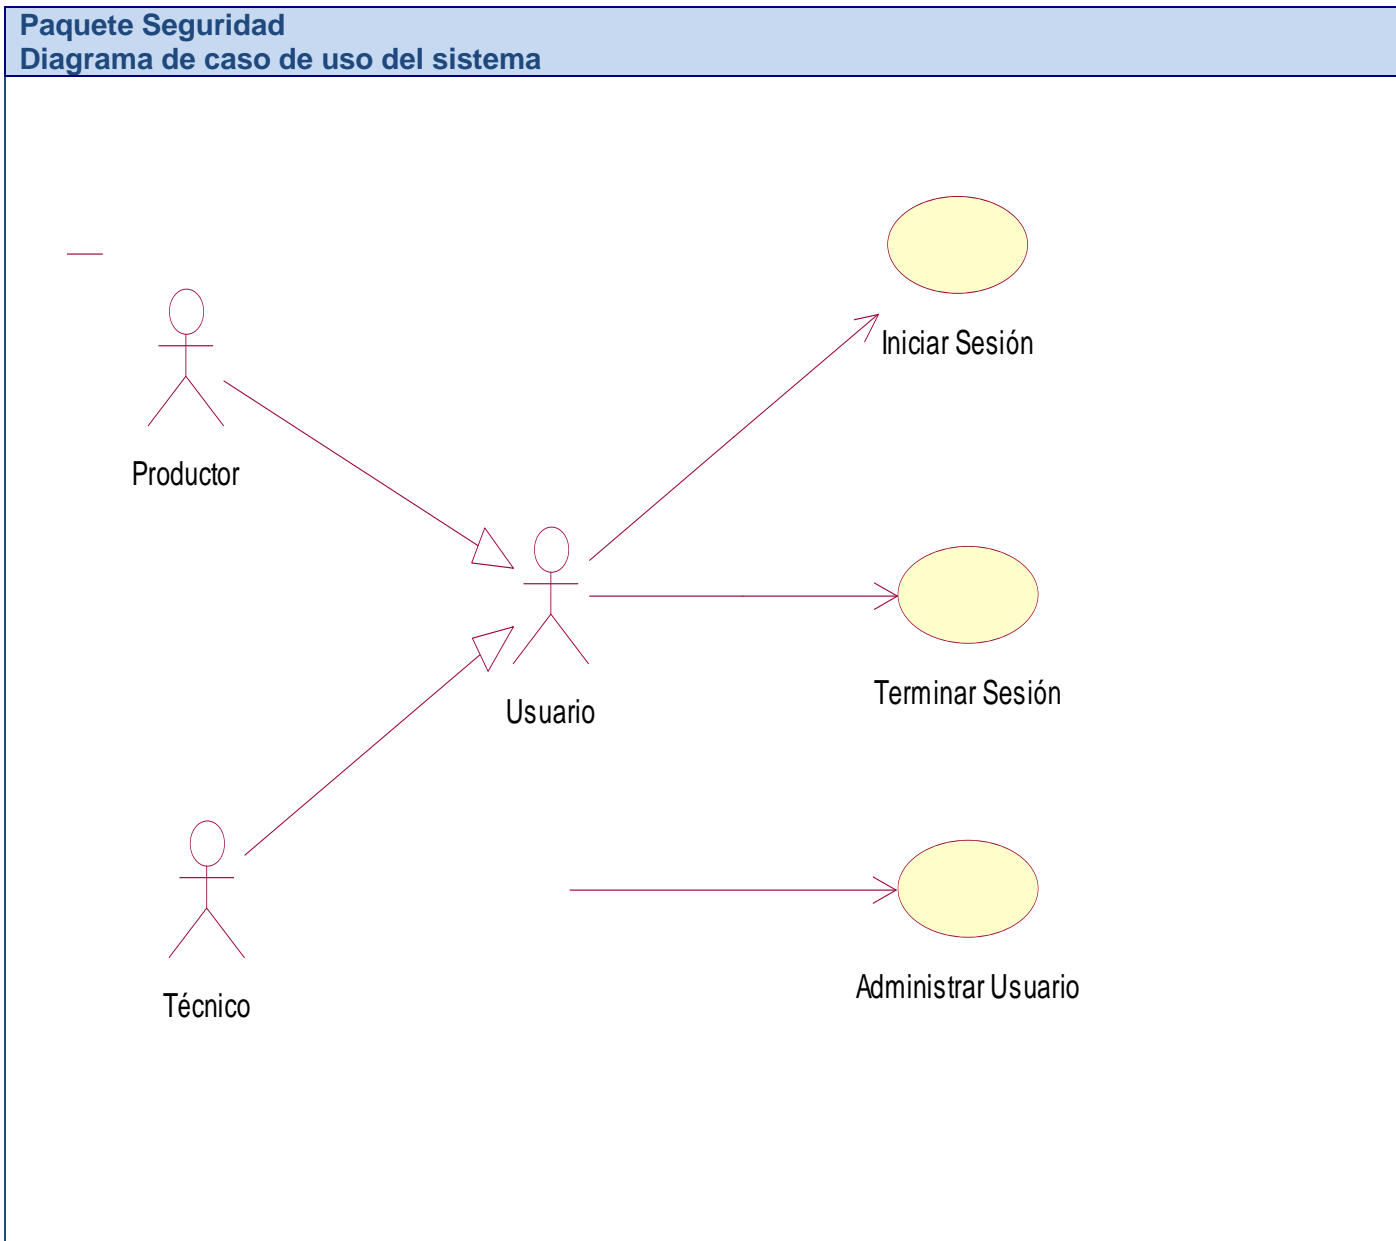 Paquete Seguridad
Diagrama de caso de uso del sistema
Iniciar Sesión
Productor
Terminar Sesión
Usuario
Administrar Usuario
Técnico